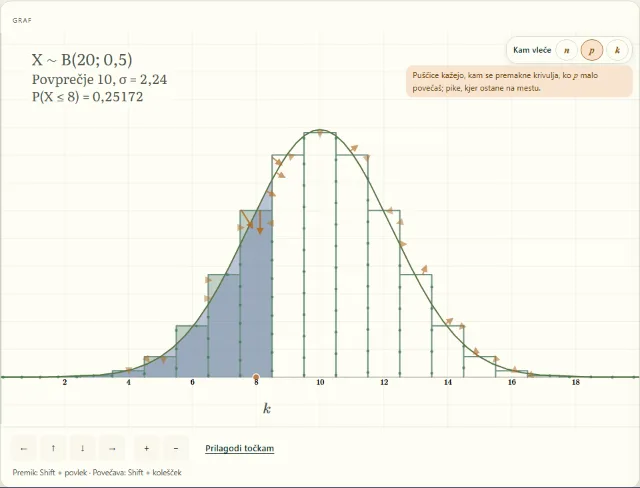 GRAF
X ~ B(20; 0,5)
Povprečje 10, σ = 2,24
P(X ≤ 8) = 0,25172
Kam vleče n p k
Puščice kažejo, kam se premakne krivulja, ko p malo
povečaš; pike, kjer ostane na mestu.
2 4 6 8 10 12 14 16 18
k
← ↑ ↓ → + − Prilagodi točkam
Premik: Shift + povlek · Povečava: Shift + kolešček